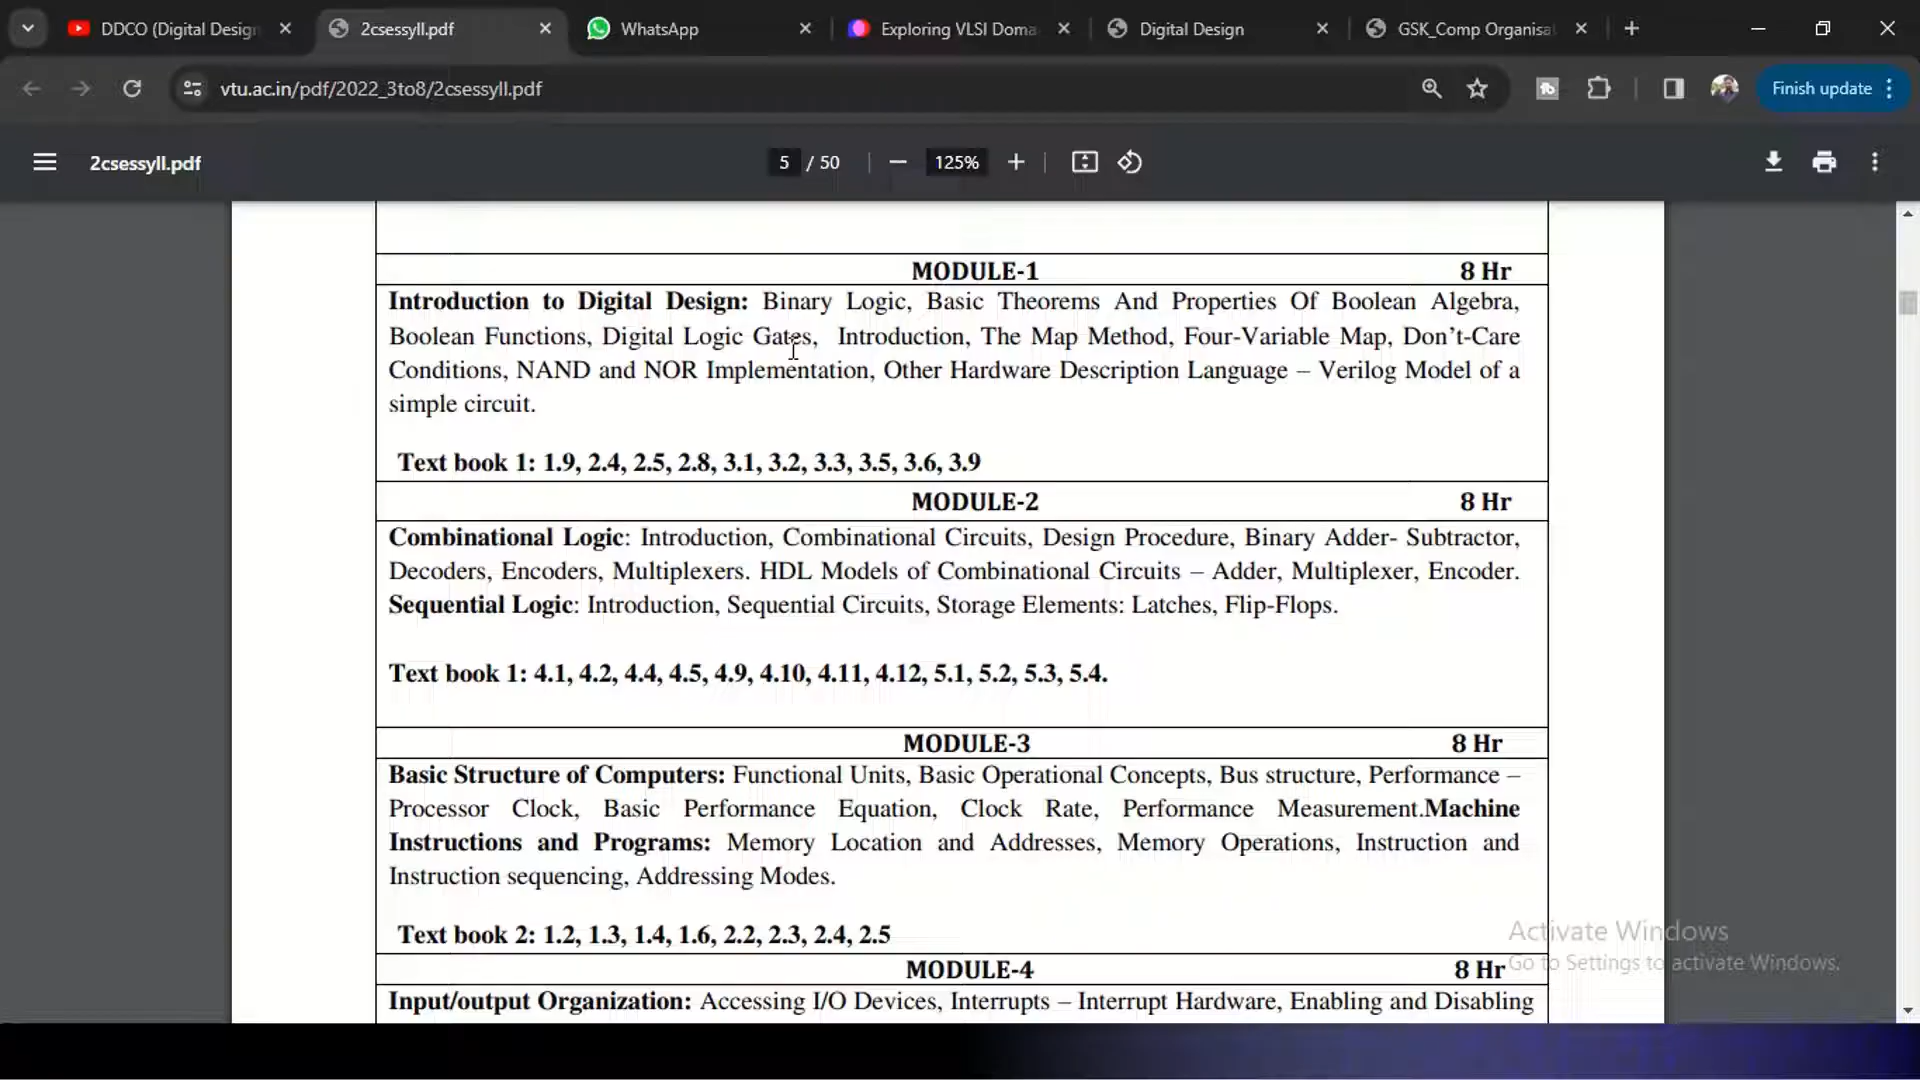 DDCO (Digital Design
2csessyll.pdf
WhatsApp
Exploring VLSI Doma
Digital Design
GSK_Comp Organisat
vtu.ac.in/pdf/2022_3to8/2csessyll.pdf
Finish update
2csessyll.pdf
5 / 50
125%
MODULE-1 8 Hr
Introduction to Digital Design: Binary Logic, Basic Theorems And Properties Of Boolean Algebra,
Boolean Functions, Digital Logic Gates, Introduction, The Map Method, Four-Variable Map, Don’t-Care
Conditions, NAND and NOR Implementation, Other Hardware Description Language – Verilog Model of a
simple circuit.
Text book 1: 1.9, 2.4, 2.5, 2.8, 3.1, 3.2, 3.3, 3.5, 3.6, 3.9
MODULE-2 8 Hr
Combinational Logic: Introduction, Combinational Circuits, Design Procedure, Binary Adder- Subtractor,
Decoders, Encoders, Multiplexers. HDL Models of Combinational Circuits – Adder, Multiplexer, Encoder.
Sequential Logic: Introduction, Sequential Circuits, Storage Elements: Latches, Flip-Flops.
Text book 1: 4.1, 4.2, 4.4, 4.5, 4.9, 4.10, 4.11, 4.12, 5.1, 5.2, 5.3, 5.4.
MODULE-3 8 Hr
Basic Structure of Computers: Functional Units, Basic Operational Concepts, Bus structure, Performance –
Processor Clock, Basic Performance Equation, Clock Rate, Performance Measurement.Machine
Instructions and Programs: Memory Location and Addresses, Memory Operations, Instruction and
Instruction sequencing, Addressing Modes.
Text book 2: 1.2, 1.3, 1.4, 1.6, 2.2, 2.3, 2.4, 2.5
Activate Windows
MODULE-4 8 Hr
Go to Settings to activate Windows.
Input/output Organization: Accessing I/O Devices, Interrupts – Interrupt Hardware, Enabling and Disabling